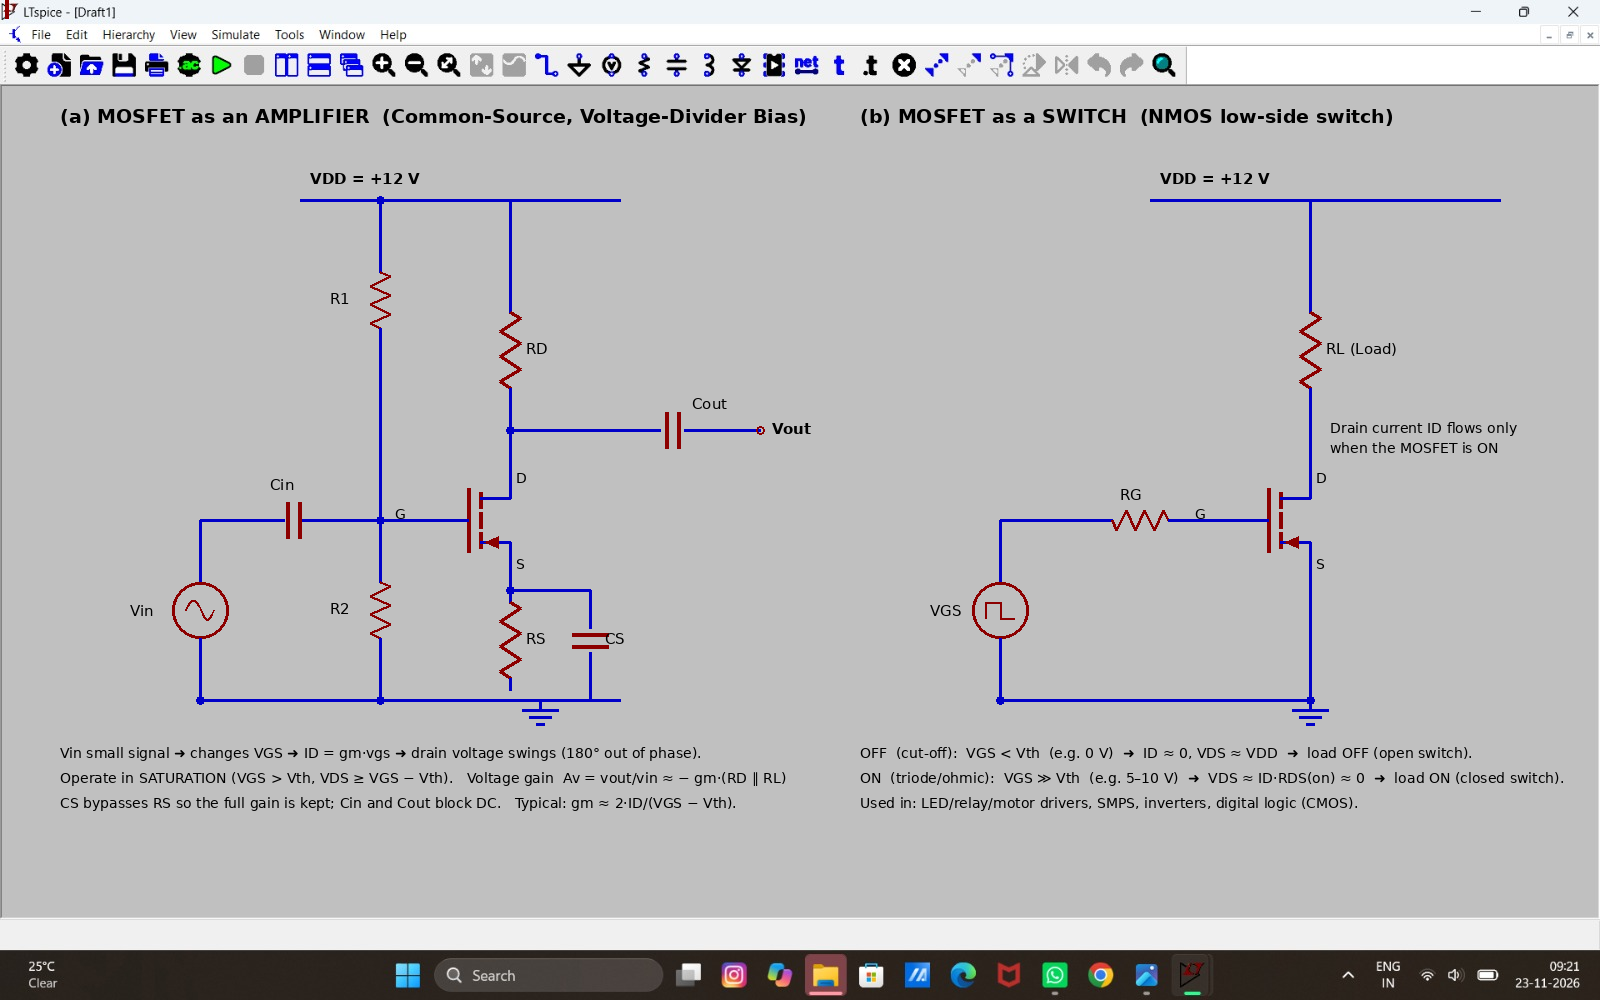 LTspice - [Draft1]
File Edit Hierarchy View Simulate Tools Window Help
.ac net t .t
(a) MOSFET as an AMPLIFIER (Common-Source, Voltage-Divider Bias)
VDD = +12 V
R1
RD
Cout
Vout
Cin
G
D
S
Vin
R2
RS
CS
Vin small signal → changes VGS → ID = gm·vgs → drain voltage swings (180° out of phase).
Operate in SATURATION (VGS > Vth, VDS ≥ VGS − Vth). Voltage gain Av = vout/vin ≈ − gm·(RD ∥ RL)
CS bypasses RS so the full gain is kept; Cin and Cout block DC. Typical: gm ≈ 2·ID/(VGS − Vth).
(b) MOSFET as a SWITCH (NMOS low-side switch)
VDD = +12 V
RL (Load)
Drain current ID flows only
when the MOSFET is ON
D
RG
G
S
VGS
OFF (cut-off): VGS < Vth (e.g. 0 V) → ID ≈ 0, VDS ≈ VDD → load OFF (open switch).
ON (triode/ohmic): VGS ≫ Vth (e.g. 5–10 V) → VDS ≈ ID·RDS(on) ≈ 0 → load ON (closed switch).
Used in: LED/relay/motor drivers, SMPS, inverters, digital logic (CMOS).
25°C
Clear
Search
ENG
IN
09:21
23-11-2026